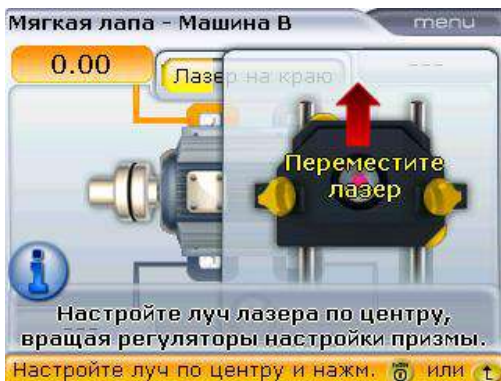 Мягкая лапа - Машина B
menu
0.00
Лазер на краю
---
Переместите
лазер
Настройте луч лазера по центру,
вращая регуляторы настройки призмы.
Настройте луч по центру и нажм. или